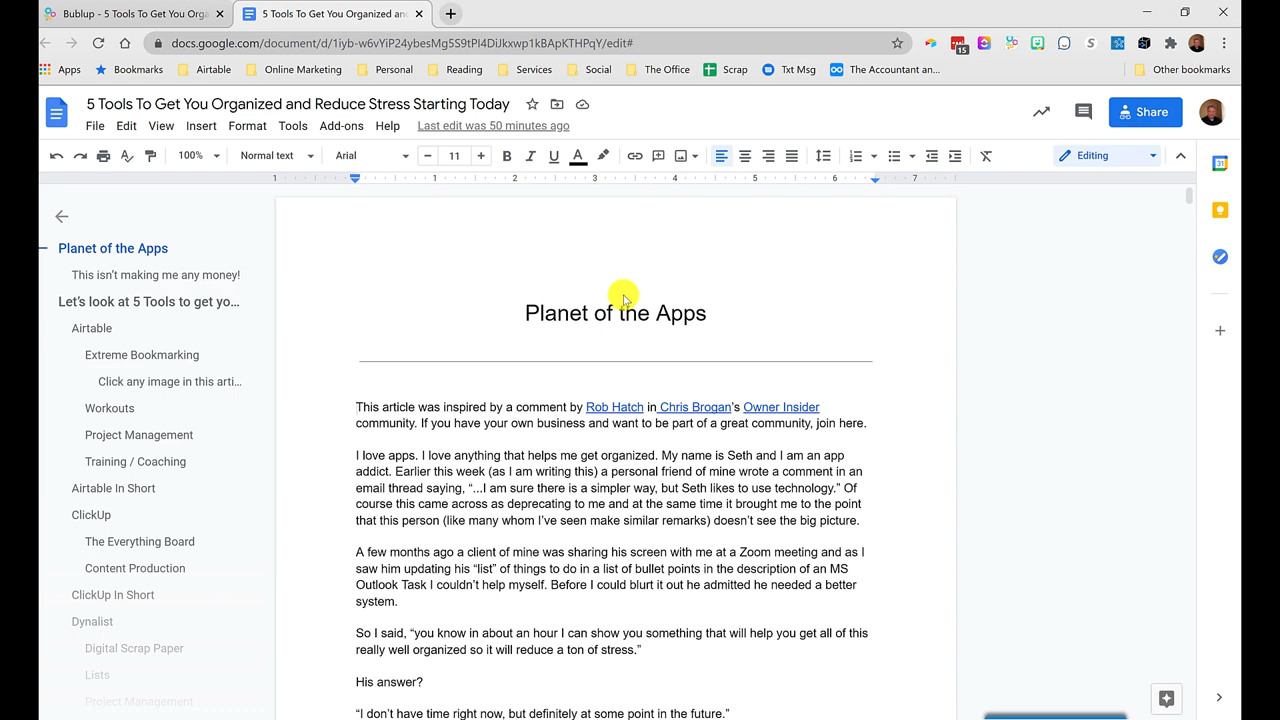 Bublup - 5 Tools To Get You Orga
5 Tools To Get You Organized and
docs.google.com/document/d/1iyb-w6vYiP24ybesMg5S9tPI4DiJkxwp1kBApKTHPqY/edit#
15
Apps
Bookmarks
Airtable
Online Marketing
Personal
Reading
Services
Social
The Office
Scrap
Txt Msg
The Accountant an...
Other bookmarks
5 Tools To Get You Organized and Reduce Stress Starting Today
Share
File Edit View Insert Format Tools Add-ons Help Last edit was 50 minutes ago
100% Normal text Arial 11 B I U A Editing
31
1 1 2 3 4 5 6 7
Planet of the Apps
This isn't making me any money!
Let's look at 5 Tools to get yo...
Airtable
Extreme Bookmarking
Click any image in this arti...
Workouts
Project Management
Training / Coaching
Airtable In Short
ClickUp
The Everything Board
Content Production
ClickUp In Short
Dynalist
Digital Scrap Paper
Lists
Project Management
Planet of the Apps
This article was inspired by a comment by Rob Hatch in Chris Brogan's Owner Insider
community. If you have your own business and want to be part of a great community, join here.
I love apps. I love anything that helps me get organized. My name is Seth and I am an app
addict. Earlier this week (as I am writing this) a personal friend of mine wrote a comment in an
email thread saying, “...I am sure there is a simpler way, but Seth likes to use technology.” Of
course this came across as deprecating to me and at the same time it brought me to the point
that this person (like many whom I've seen make similar remarks) doesn't see the big picture.
A few months ago a client of mine was sharing his screen with me at a Zoom meeting and as I
saw him updating his “list” of things to do in a list of bullet points in the description of an MS
Outlook Task I couldn't help myself. Before I could blurt it out he admitted he needed a better
system.
So I said, “you know in about an hour I can show you something that will help you get all of this
really well organized so it will reduce a ton of stress.”
His answer?
“I don't have time right now, but definitely at some point in the future.”